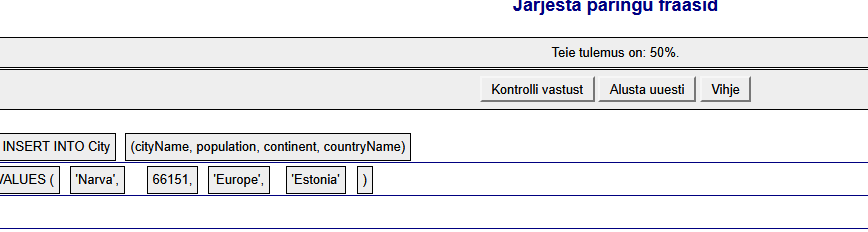 Järjesta päringu fraasid
Teie tulemus on: 50%.
Kontrolli vastust Alusta uuesti Vihje
INSERT INTO City (cityName, population, continent, countryName)
VALUES ( 'Narva', 66151, 'Europe', 'Estonia' )